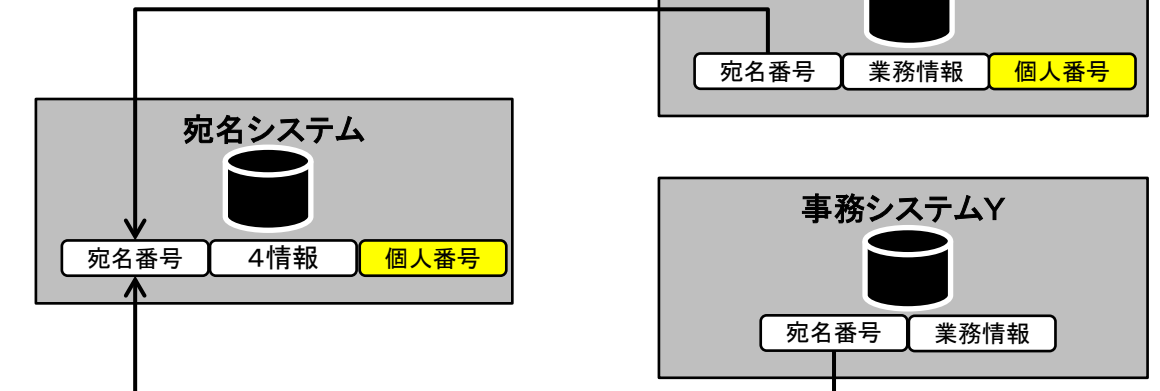 宛名番号 業務情報 個人番号
宛名システム
宛名番号 4情報 個人番号
事務システムY
宛名番号 業務情報